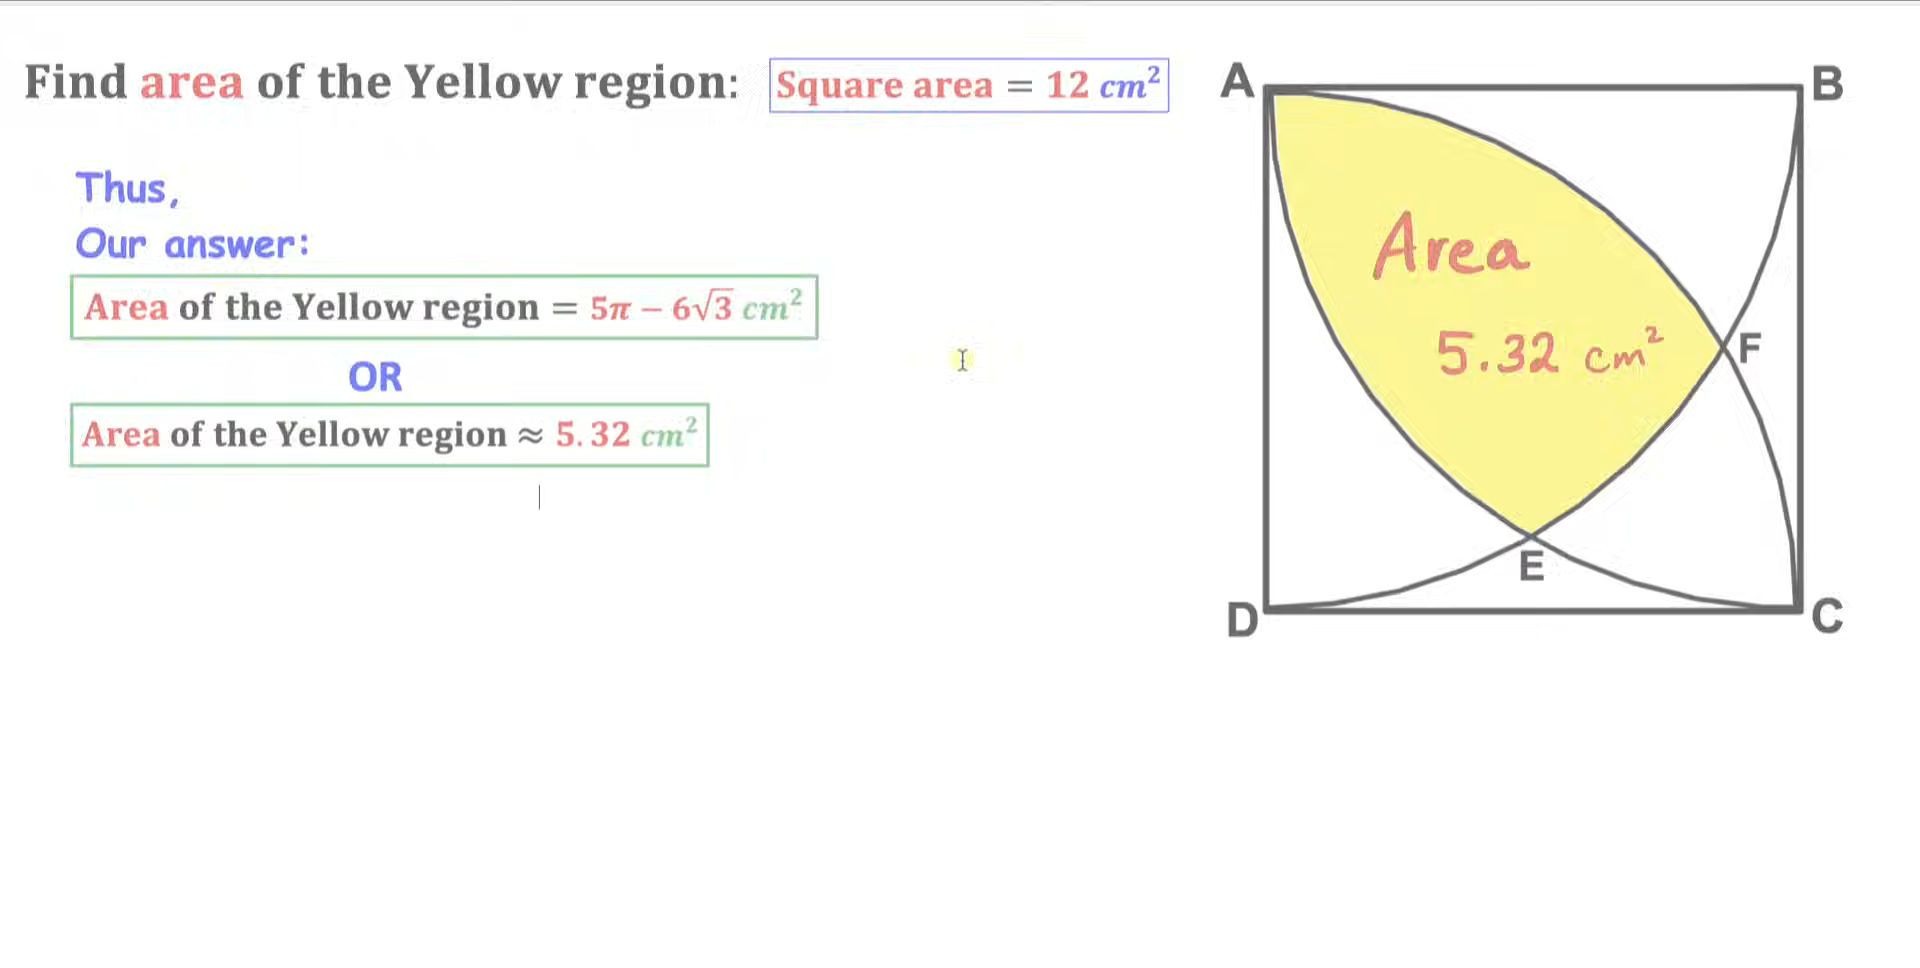 Find area of the Yellow region: Square area = 12 cm²
A
B
Thus,
Our answer:
Area of the Yellow region = 5π − 6√3 cm²
OR
Area of the Yellow region ≈ 5.32 cm²
Area
5.32 cm²
F
E
D
C